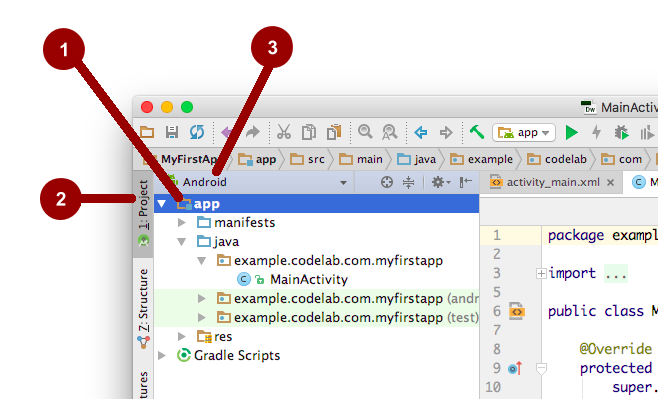 1
3
2
Dw MainActiv
app
MyFirstApp app src main java example codelab com
Android
activity_main.xml
1: Project
Z: Structure
tures
app
manifests
java
example.codelab.com.myfirstapp
MainActivity
example.codelab.com.myfirstapp (andr
example.codelab.com.myfirstapp (test)
res
Gradle Scripts
1 package exampl
2
3 import ...
5
6 public class M
7
8 @Override
9 protected
10 super.